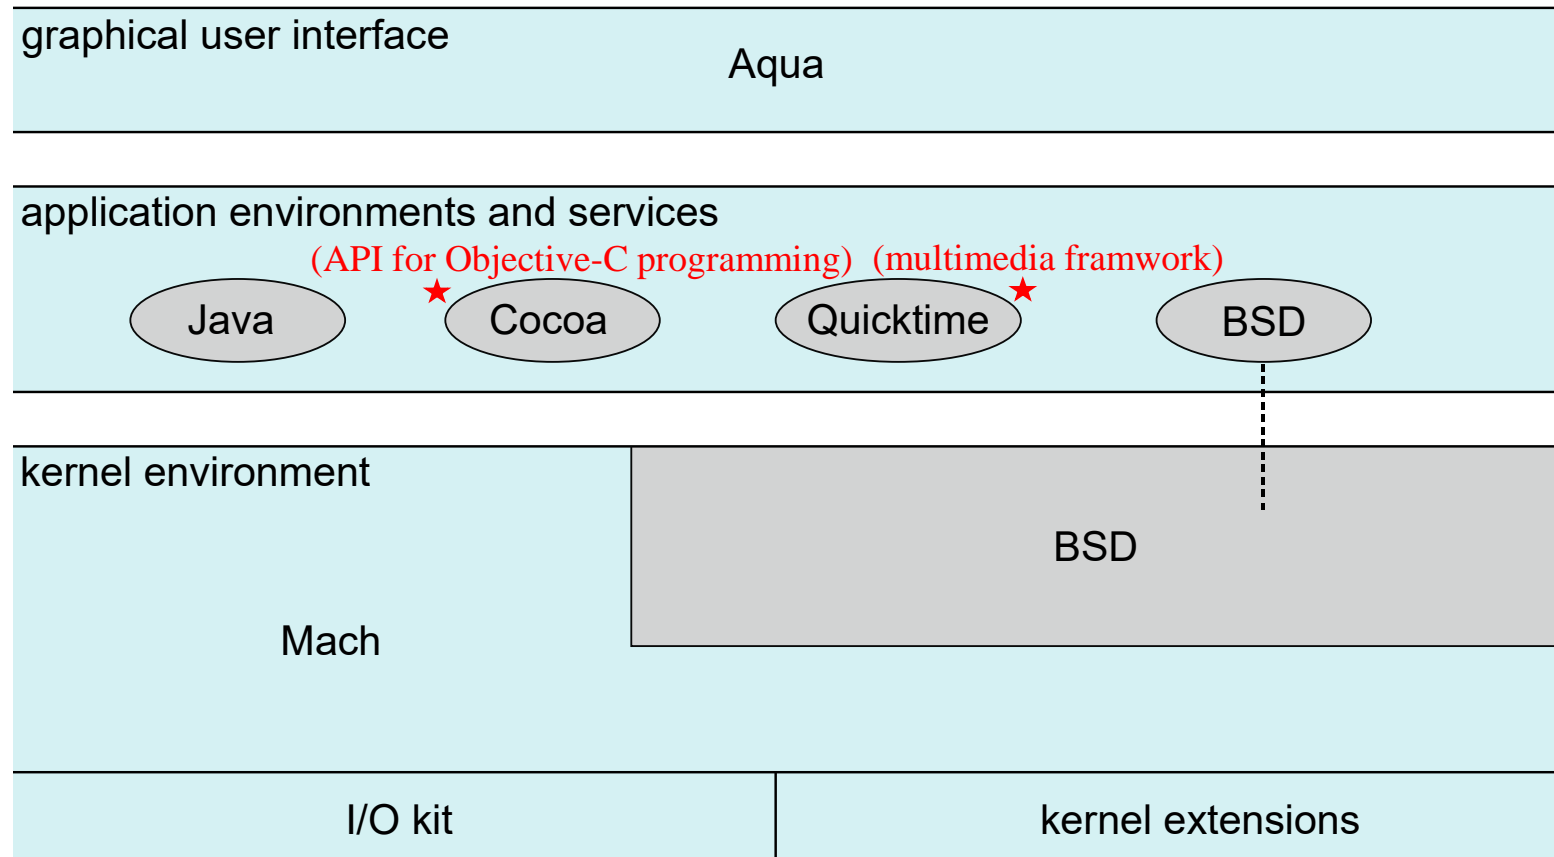 graphical user interface
Aqua
application environments and services
(API for Objective-C programming) (multimedia framwork)
Java
Cocoa
Quicktime
BSD
kernel environment
BSD
Mach
I/O kit
kernel extensions